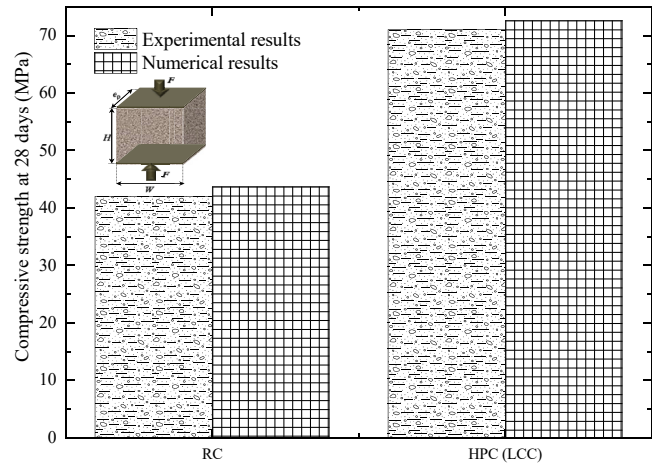 Compressive strength at 28 days (MPa)
70
60
50
40
30
20
10
0
Experimental results
Numerical results
F
e_p
H
F
W
RC
HPC (LCC)